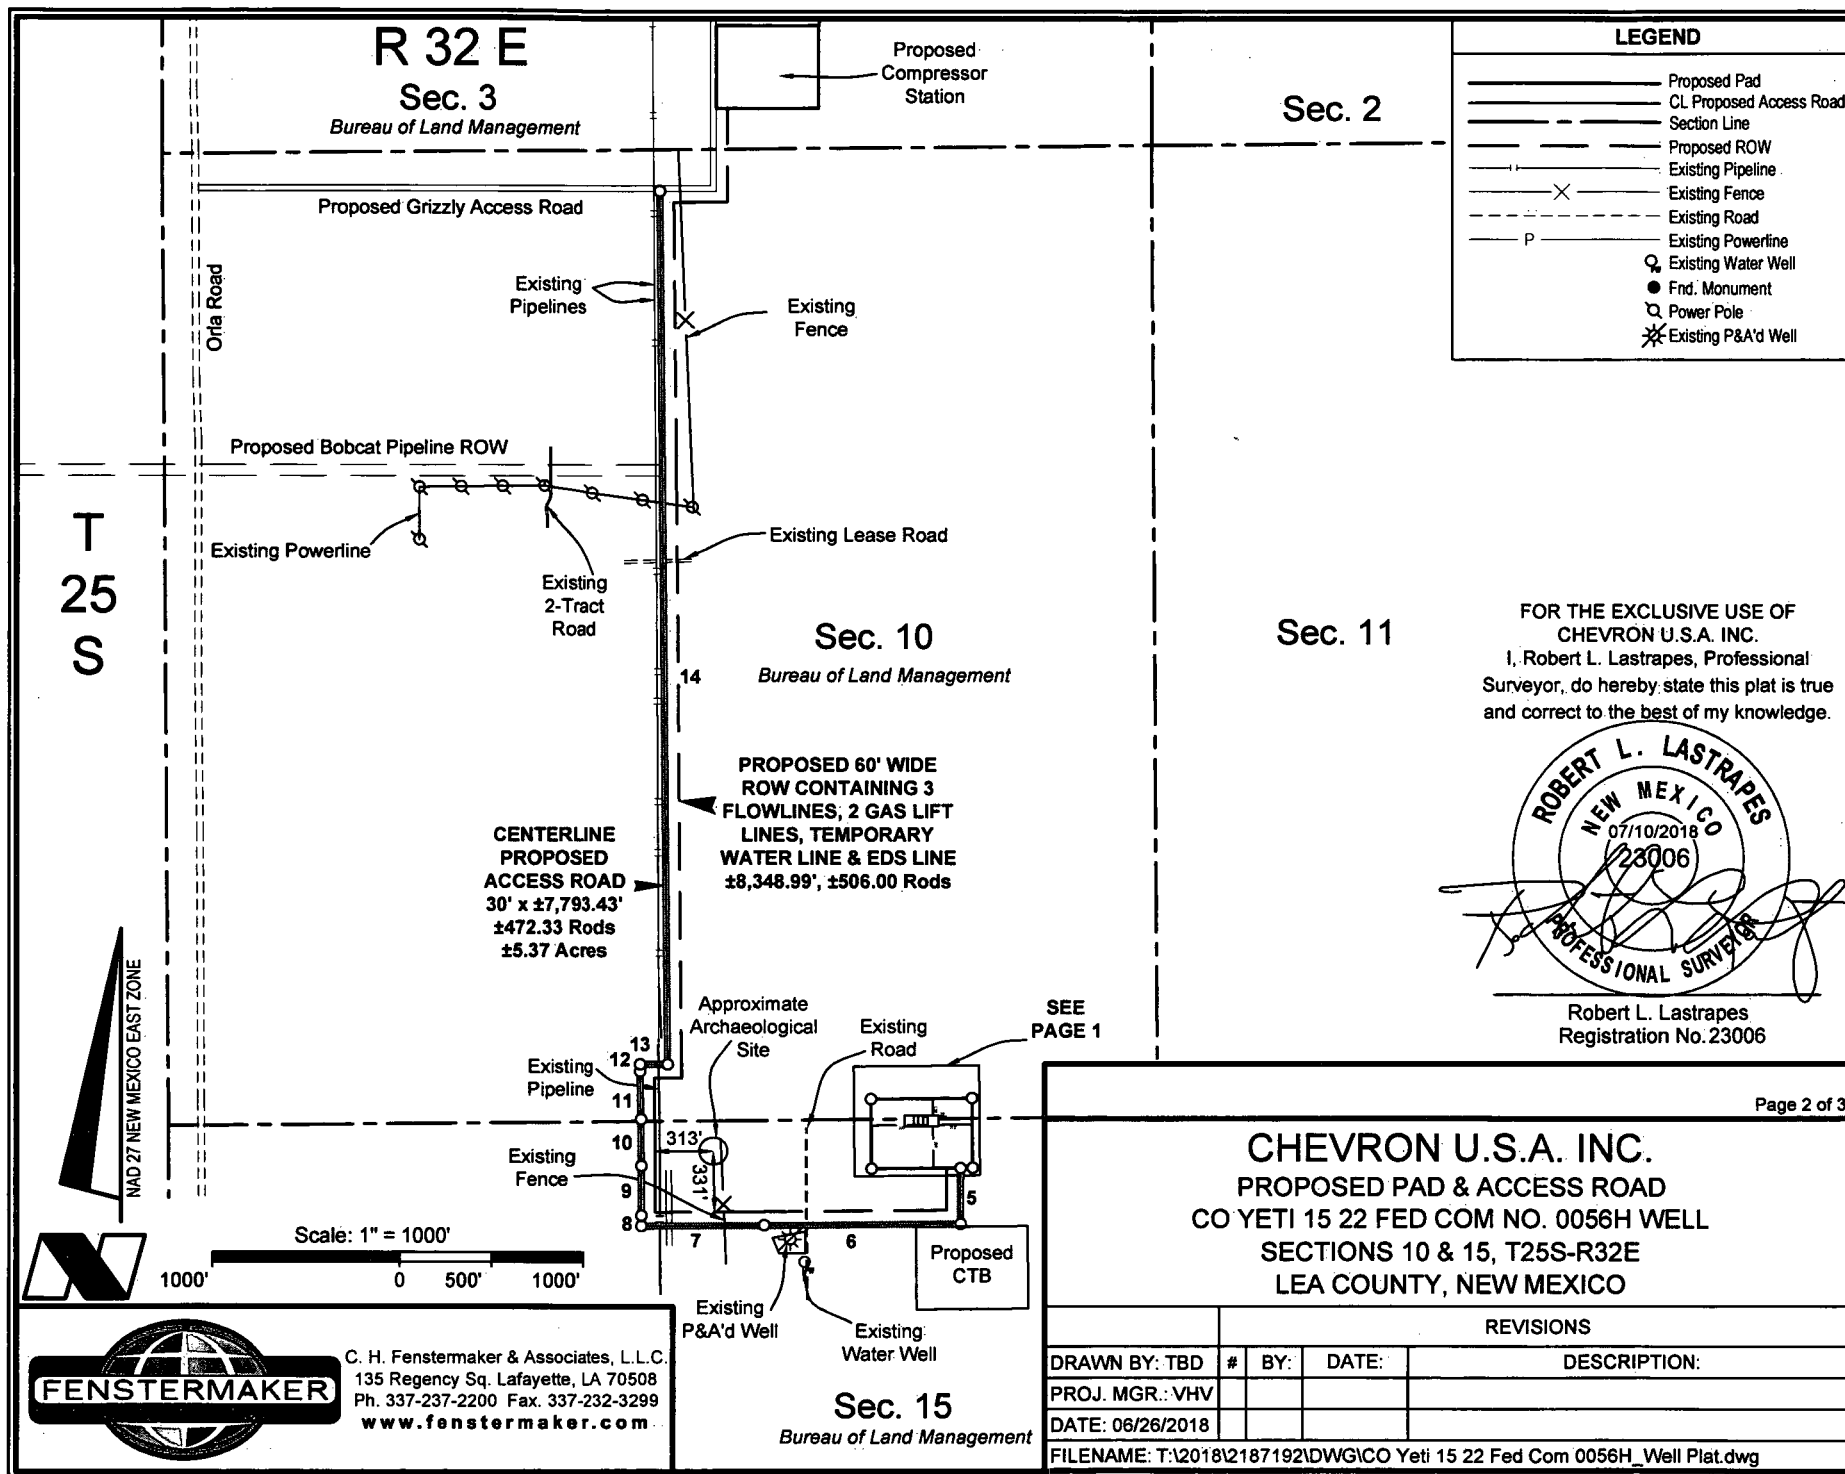 R 32 E
Sec. 3
Bureau of Land Management
Proposed
Compressor
Station
Sec. 2
LEGEND
Proposed Pad
CL Proposed Access Road
Section Line
Proposed ROW
Existing Pipeline
Existing Fence
Existing Road
P
Existing Powerline
Existing Water Well
Fnd. Monument
Power Pole
Existing P&A'd Well
Proposed Grizzly Access Road
Orla Road
Existing
Pipelines
Existing
Fence
Proposed Bobcat Pipeline ROW
T
25
S
Existing Powerline
Existing
2-Tract
Road
Existing Lease Road
Sec. 10
Bureau of Land Management
14
Sec. 11
FOR THE EXCLUSIVE USE OF
CHEVRON U.S.A. INC.
I, Robert L. Lastrapes, Professional
Surveyor, do hereby state this plat is true
and correct to the best of my knowledge.
ROBERT L. LASTRAPES
NEW MEXICO
07/10/2018
23006
PROFESSIONAL SURVEYOR
Robert L. Lastrapes
Registration No. 23006
PROPOSED 60' WIDE
ROW CONTAINING 3
FLOWLINES, 2 GAS LIFT
LINES, TEMPORARY
WATER LINE & EDS LINE
±8,348.99', ±506.00 Rods
CENTERLINE
PROPOSED
ACCESS ROAD
30' x ±7,793.43'
±472.33 Rods
±5.37 Acres
NAD 27 NEW MEXICO EAST ZONE
Approximate
Archaeological
Site
Existing
Road
SEE
PAGE 1
13
12
Existing
Pipeline
11
10
313'
331'
Existing
Fence
9
8
7
6
5
Scale: 1" = 1000'
1000' 0 500' 1000'
Proposed
CTB
Existing
P&A'd Well
Existing
Water Well
Sec. 15
Bureau of Land Management
FENSTERMAKER
C. H. Fenstermaker & Associates, L.L.C.
135 Regency Sq. Lafayette, LA 70508
Ph. 337-237-2200 Fax. 337-232-3299
www.fenstermaker.com
Page 2 of 3
CHEVRON U.S.A. INC.
PROPOSED PAD & ACCESS ROAD
CO YETI 15 22 FED COM NO. 0056H WELL
SECTIONS 10 & 15, T25S-R32E
LEA COUNTY, NEW MEXICO
REVISIONS
DRAWN BY: TBD # BY: DATE: DESCRIPTION:
PROJ. MGR.: VHV
DATE: 06/26/2018
FILENAME: T:\2018\2187192\DWG\CO Yeti 15 22 Fed Com 0056H_Well Plat.dwg